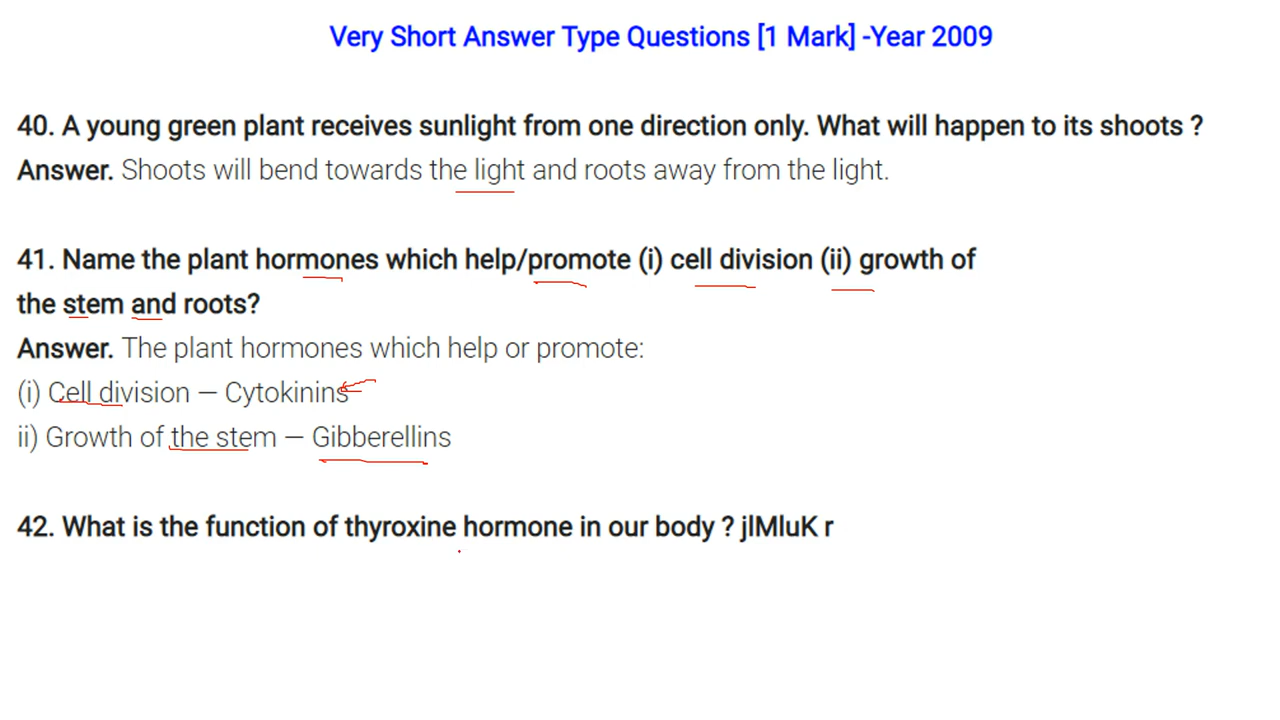 Very Short Answer Type Questions [1 Mark] -Year 2009
40. A young green plant receives sunlight from one direction only. What will happen to its shoots ?
Answer. Shoots will bend towards the light and roots away from the light.
41. Name the plant hormones which help/promote (i) cell division (ii) growth of
the stem and roots?
Answer. The plant hormones which help or promote:
(i) Cell division — Cytokinins
ii) Growth of the stem — Gibberellins
42. What is the function of thyroxine hormone in our body ? jlMluK r